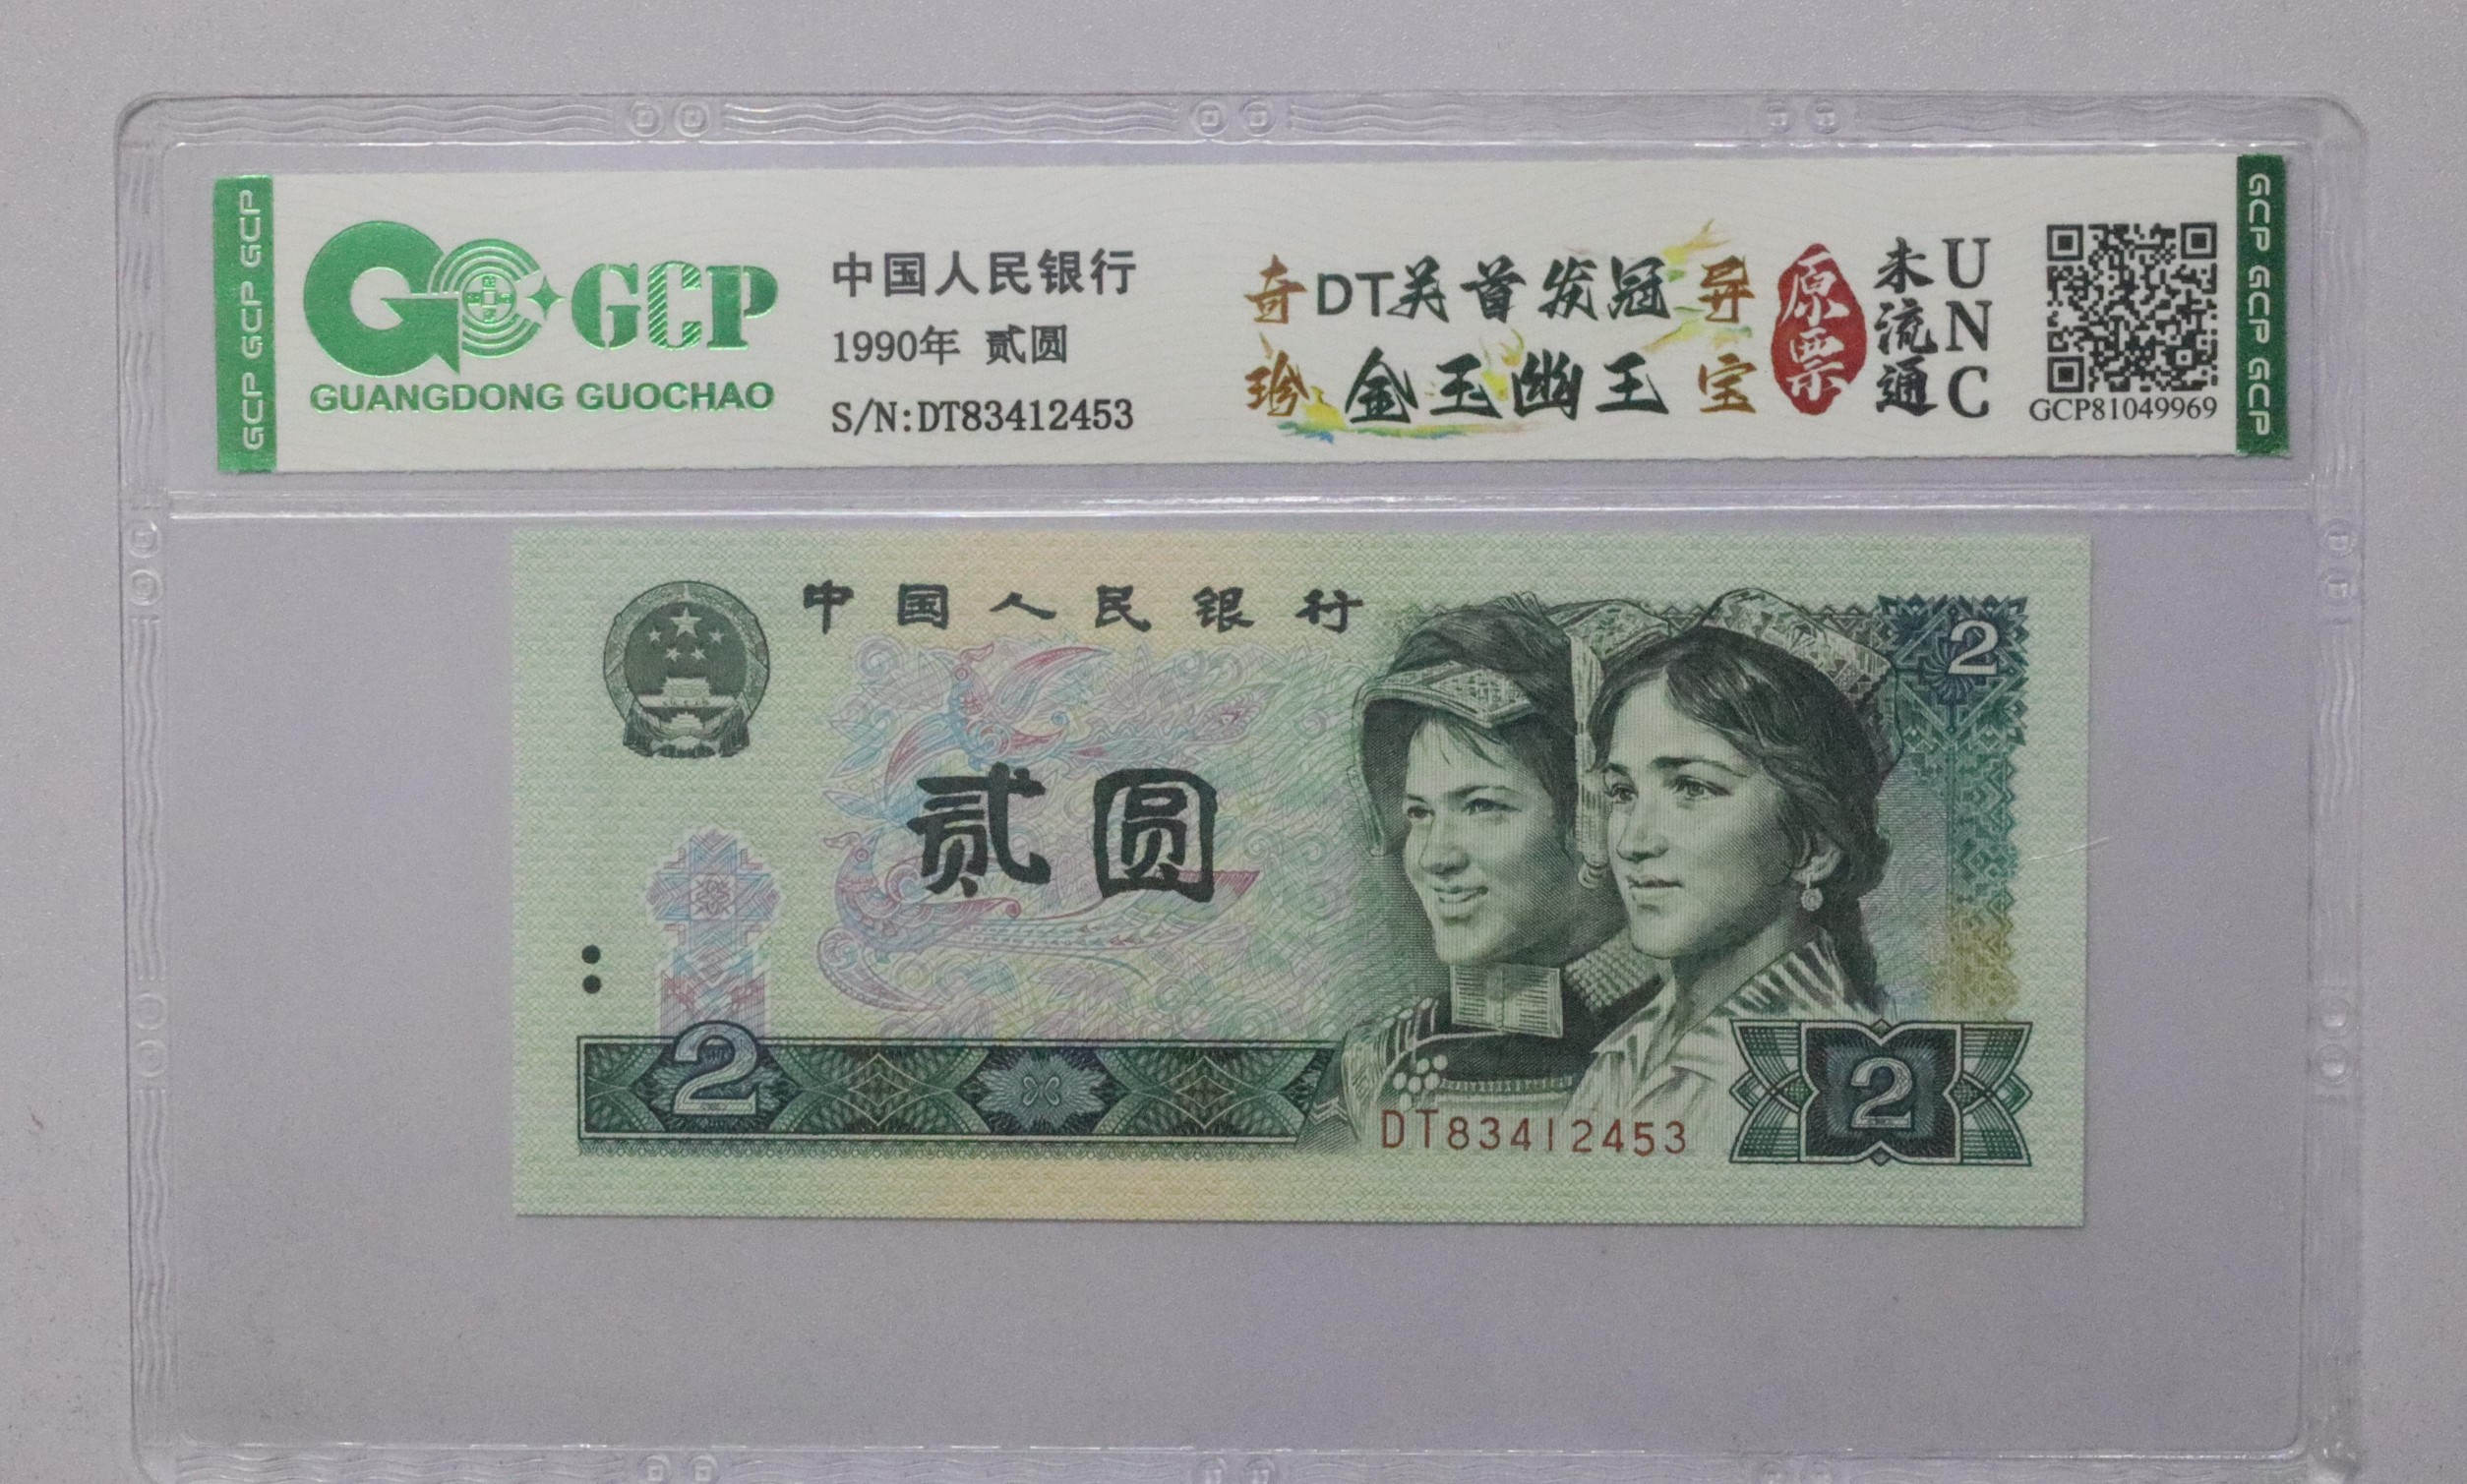 GCP GCP GCP
GCP
GUANGDONG GUOCHAO
中国人民银行
1990年 贰圆
S/N:DT83412453
奇 DT关首发冠 异
珍 金玉幽王 宝
原票
未流通
UNC
GCP81049969
GCP GCP GCP
中国人民银行
2
贰圆
2
DT83412453
2